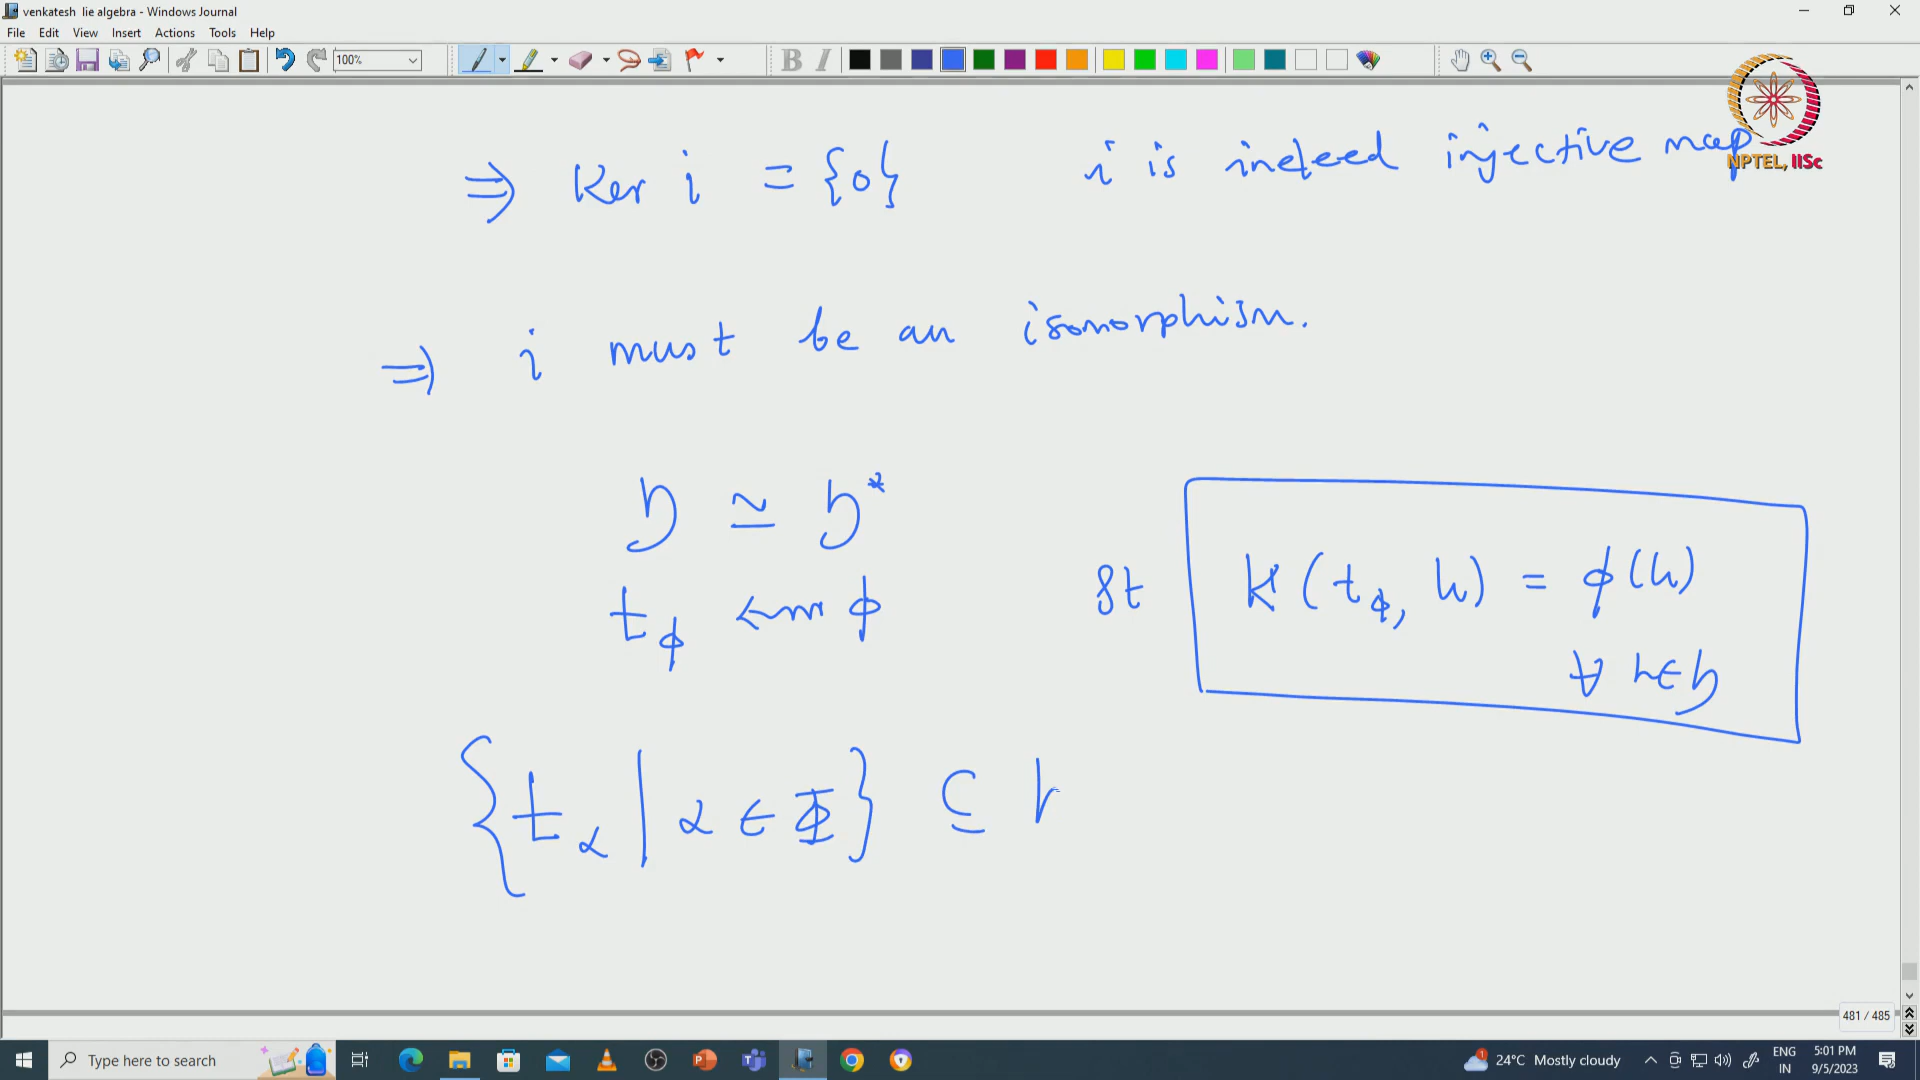 venkatesh lie algebra - Windows Journal
File Edit View Insert Actions Tools Help
100%
NPTEL, IISc
⇒ Ker i = {0} i is indeed injective map
⇒ i must be an isomorphism.
𝔥 ≃ 𝔥*
t_ϕ ← ϕ st K(t_ϕ, h) = ϕ(h)
∀ h ∈ 𝔥
{t_α | α ∈ Φ} ⊆
481 / 485
Type here to search
24°C Mostly cloudy
ENG
IN
5:01 PM
9/5/2023